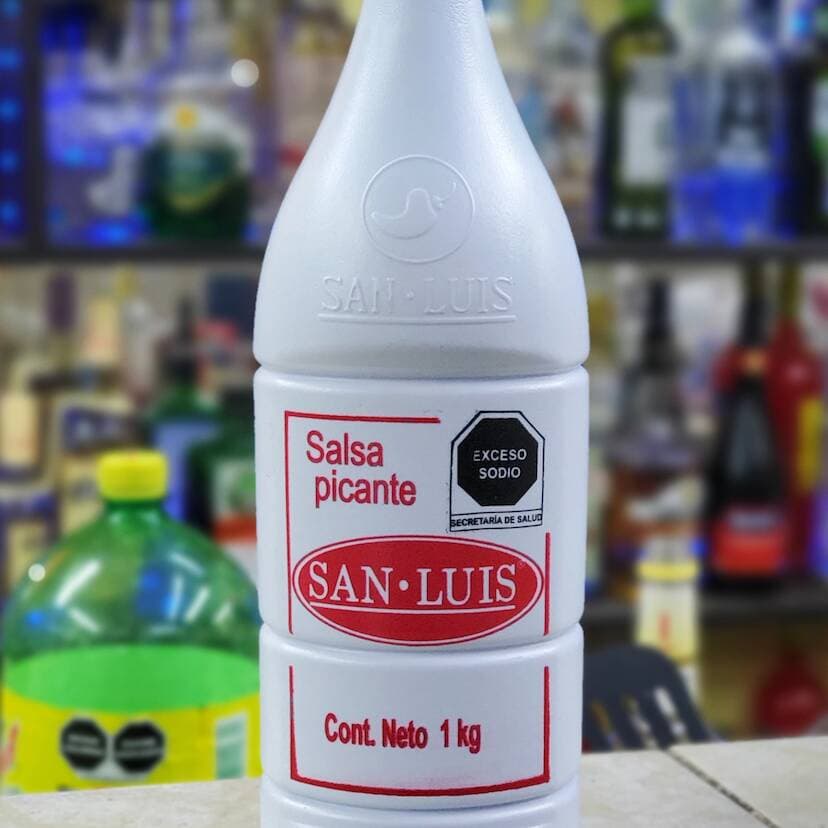 SAN·LUIS
Salsa
picante
EXCESO
SODIO
SECRETARÍA DE SALUD
SAN·LUIS®
Cont. Neto 1 kg